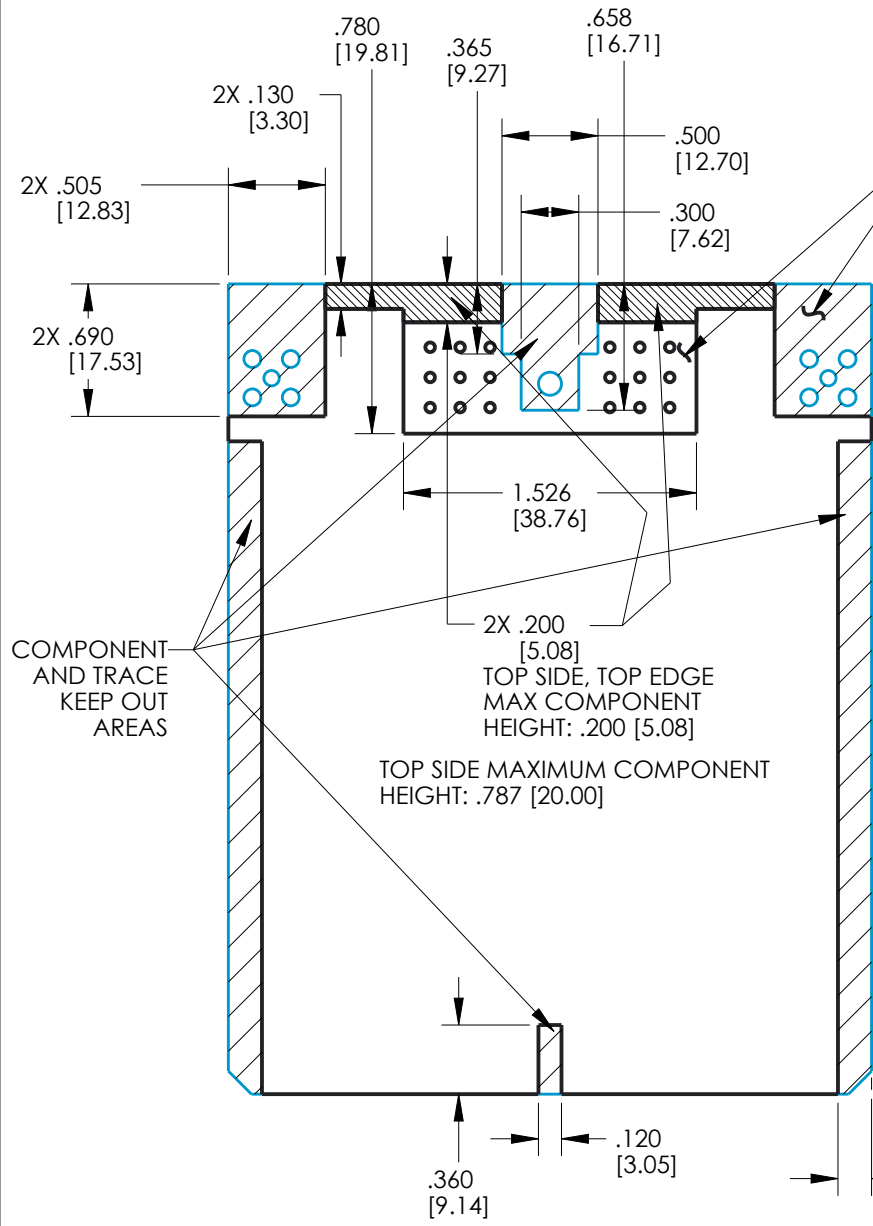 .658
[16.71]
.780
[19.81]
.365
[9.27]
2X .130
[3.30]
.500
[12.70]
2X .505
[12.83]
.300
[7.62]
2X .690
[17.53]
1.526
[38.76]
2X .200
[5.08]
TOP SIDE, TOP EDGE
MAX COMPONENT
HEIGHT: .200 [5.08]
COMPONENT
AND TRACE
KEEP OUT
AREAS
TOP SIDE MAXIMUM COMPONENT
HEIGHT: .787 [20.00]
.120
[3.05]
.360
[9.14]